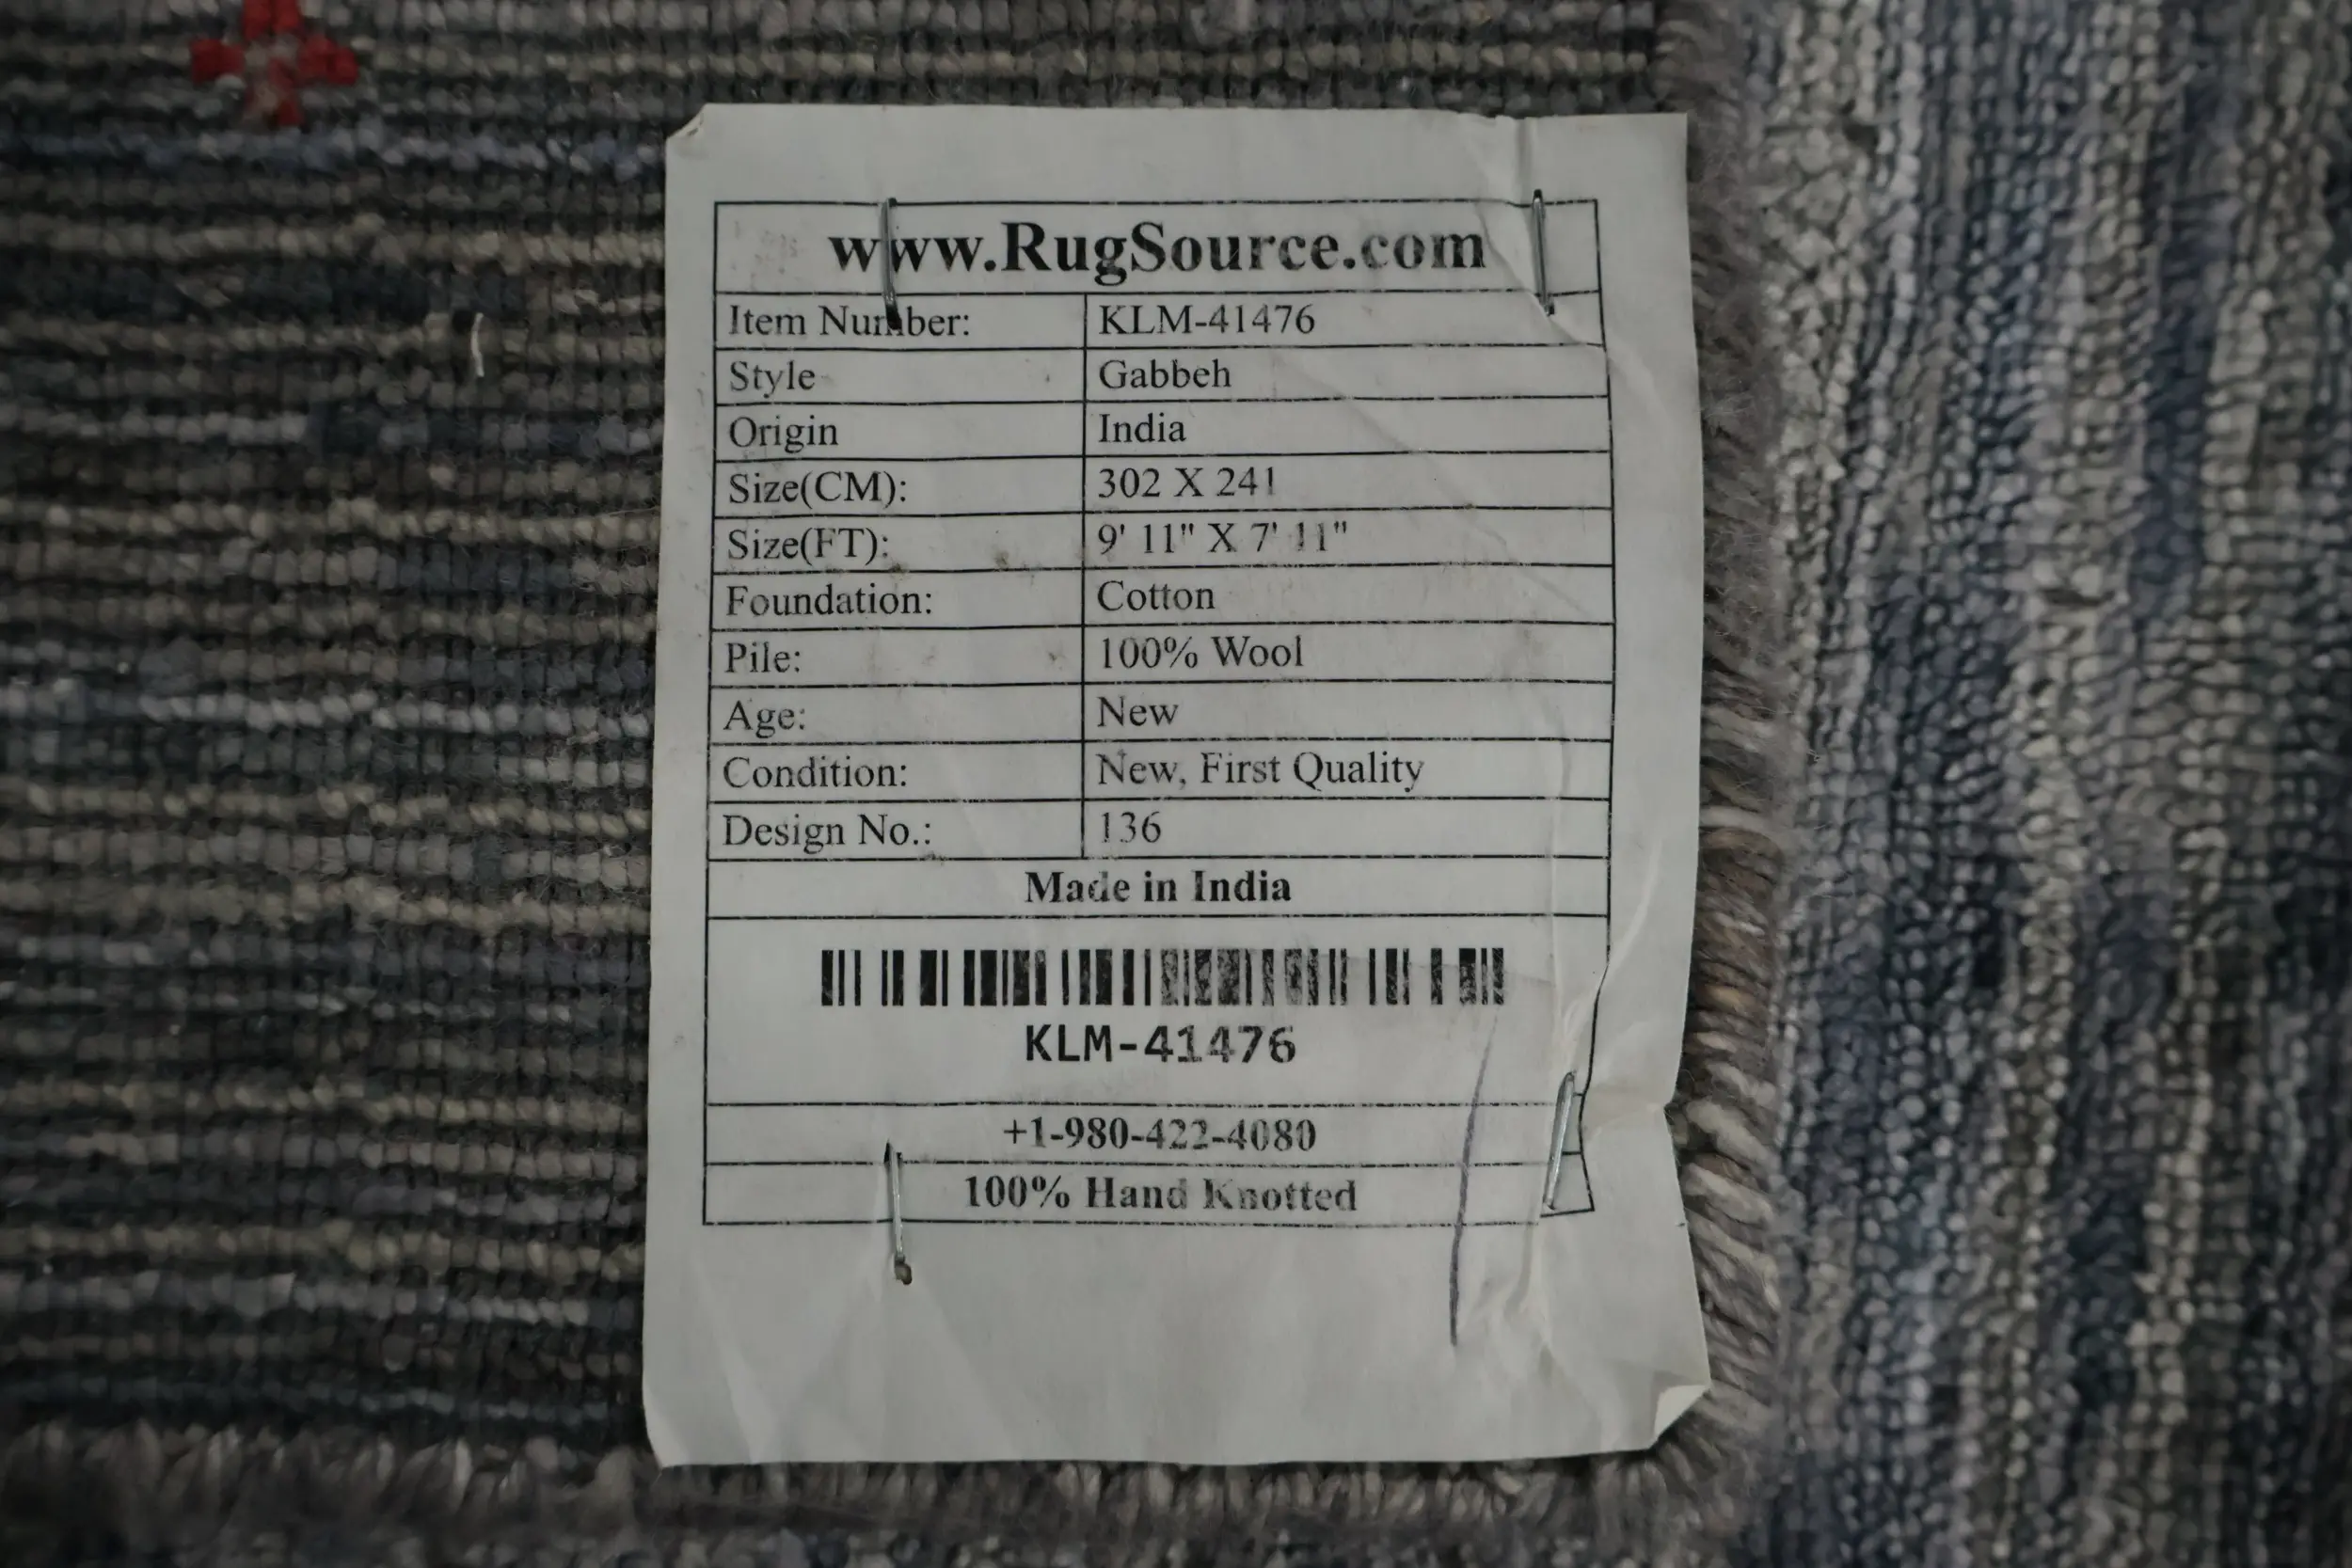 www.RugSource.com
Item Number: KLM-41476
Style Gabbeh
Origin India
Size(CM): 302 X 241
Size(FT): 9' 11" X 7' 11"
Foundation: Cotton
Pile: 100% Wool
Age: New
Condition: New, First Quality
Design No.: 136
Made in India
KLM-41476
+1-980-422-4080
100% Hand Knotted